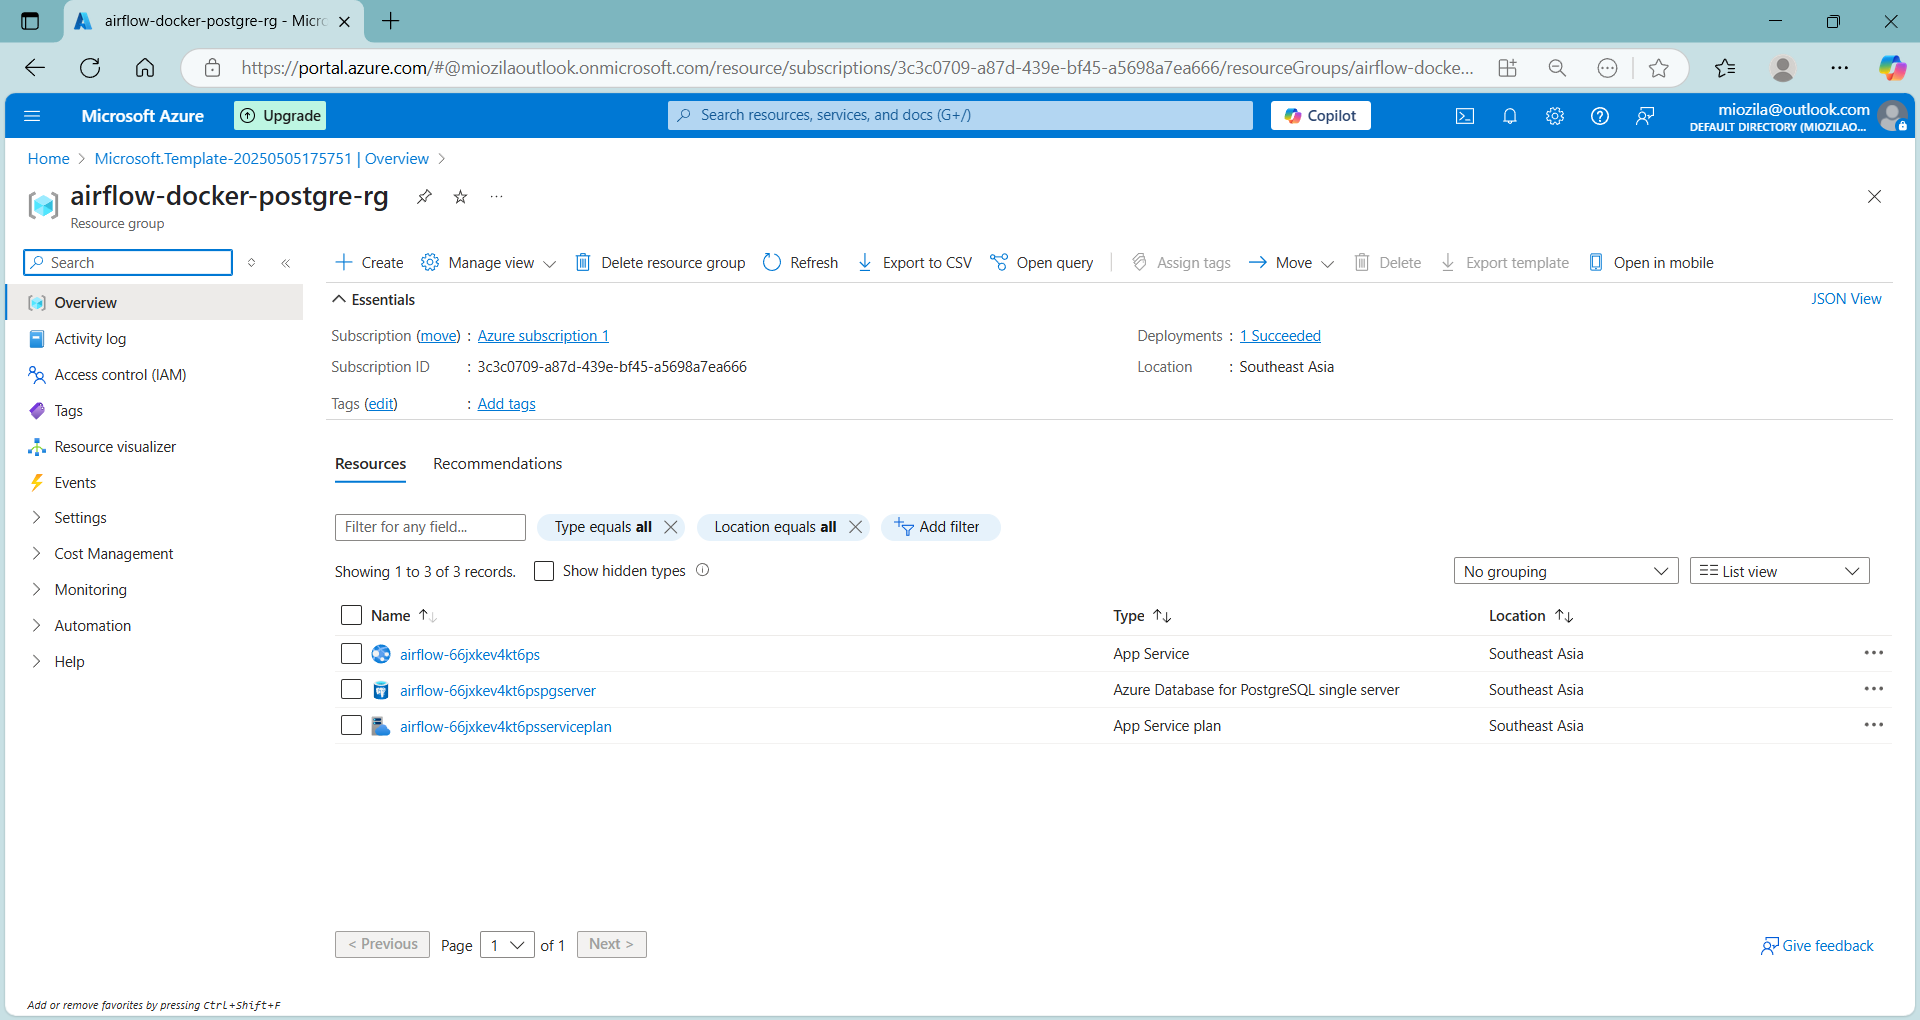 airflow-docker-postgre-rg - Micr
https://portal.azure.com/#@miozilaoutlook.onmicrosoft.com/resource/subscriptions/3c3c0709-a87d-439e-bf45-a5698a7ea666/resourceGroups/airflow-docke...
Microsoft Azure
Upgrade
Search resources, services, and docs (G+/)
Copilot
miozila@outlook.com
DEFAULT DIRECTORY (MIOZILAO...
Home > Microsoft.Template-20250505175751 | Overview >
airflow-docker-postgre-rg
Resource group
Search
Create
Manage view
Delete resource group
Refresh
Export to CSV
Open query
Assign tags
Move
Delete
Export template
Open in mobile
Overview
Activity log
Access control (IAM)
Tags
Resource visualizer
Events
Settings
Cost Management
Monitoring
Automation
Help
Essentials
JSON View
Subscription (move) : Azure subscription 1
Deployments : 1 Succeeded
Subscription ID : 3c3c0709-a87d-439e-bf45-a5698a7ea666
Location : Southeast Asia
Tags (edit) : Add tags
Resources
Recommendations
Filter for any field...
Type equals all
Location equals all
Add filter
Showing 1 to 3 of 3 records.
Show hidden types
No grouping
List view
Name
Type
Location
airflow-66jxkev4kt6ps
App Service
Southeast Asia
airflow-66jxkev4kt6pspgserver
Azure Database for PostgreSQL single server
Southeast Asia
airflow-66jxkev4kt6psserviceplan
App Service plan
Southeast Asia
< Previous
Page 1 of 1
Next >
Give feedback
Add or remove favorites by pressing Ctrl+Shift+F